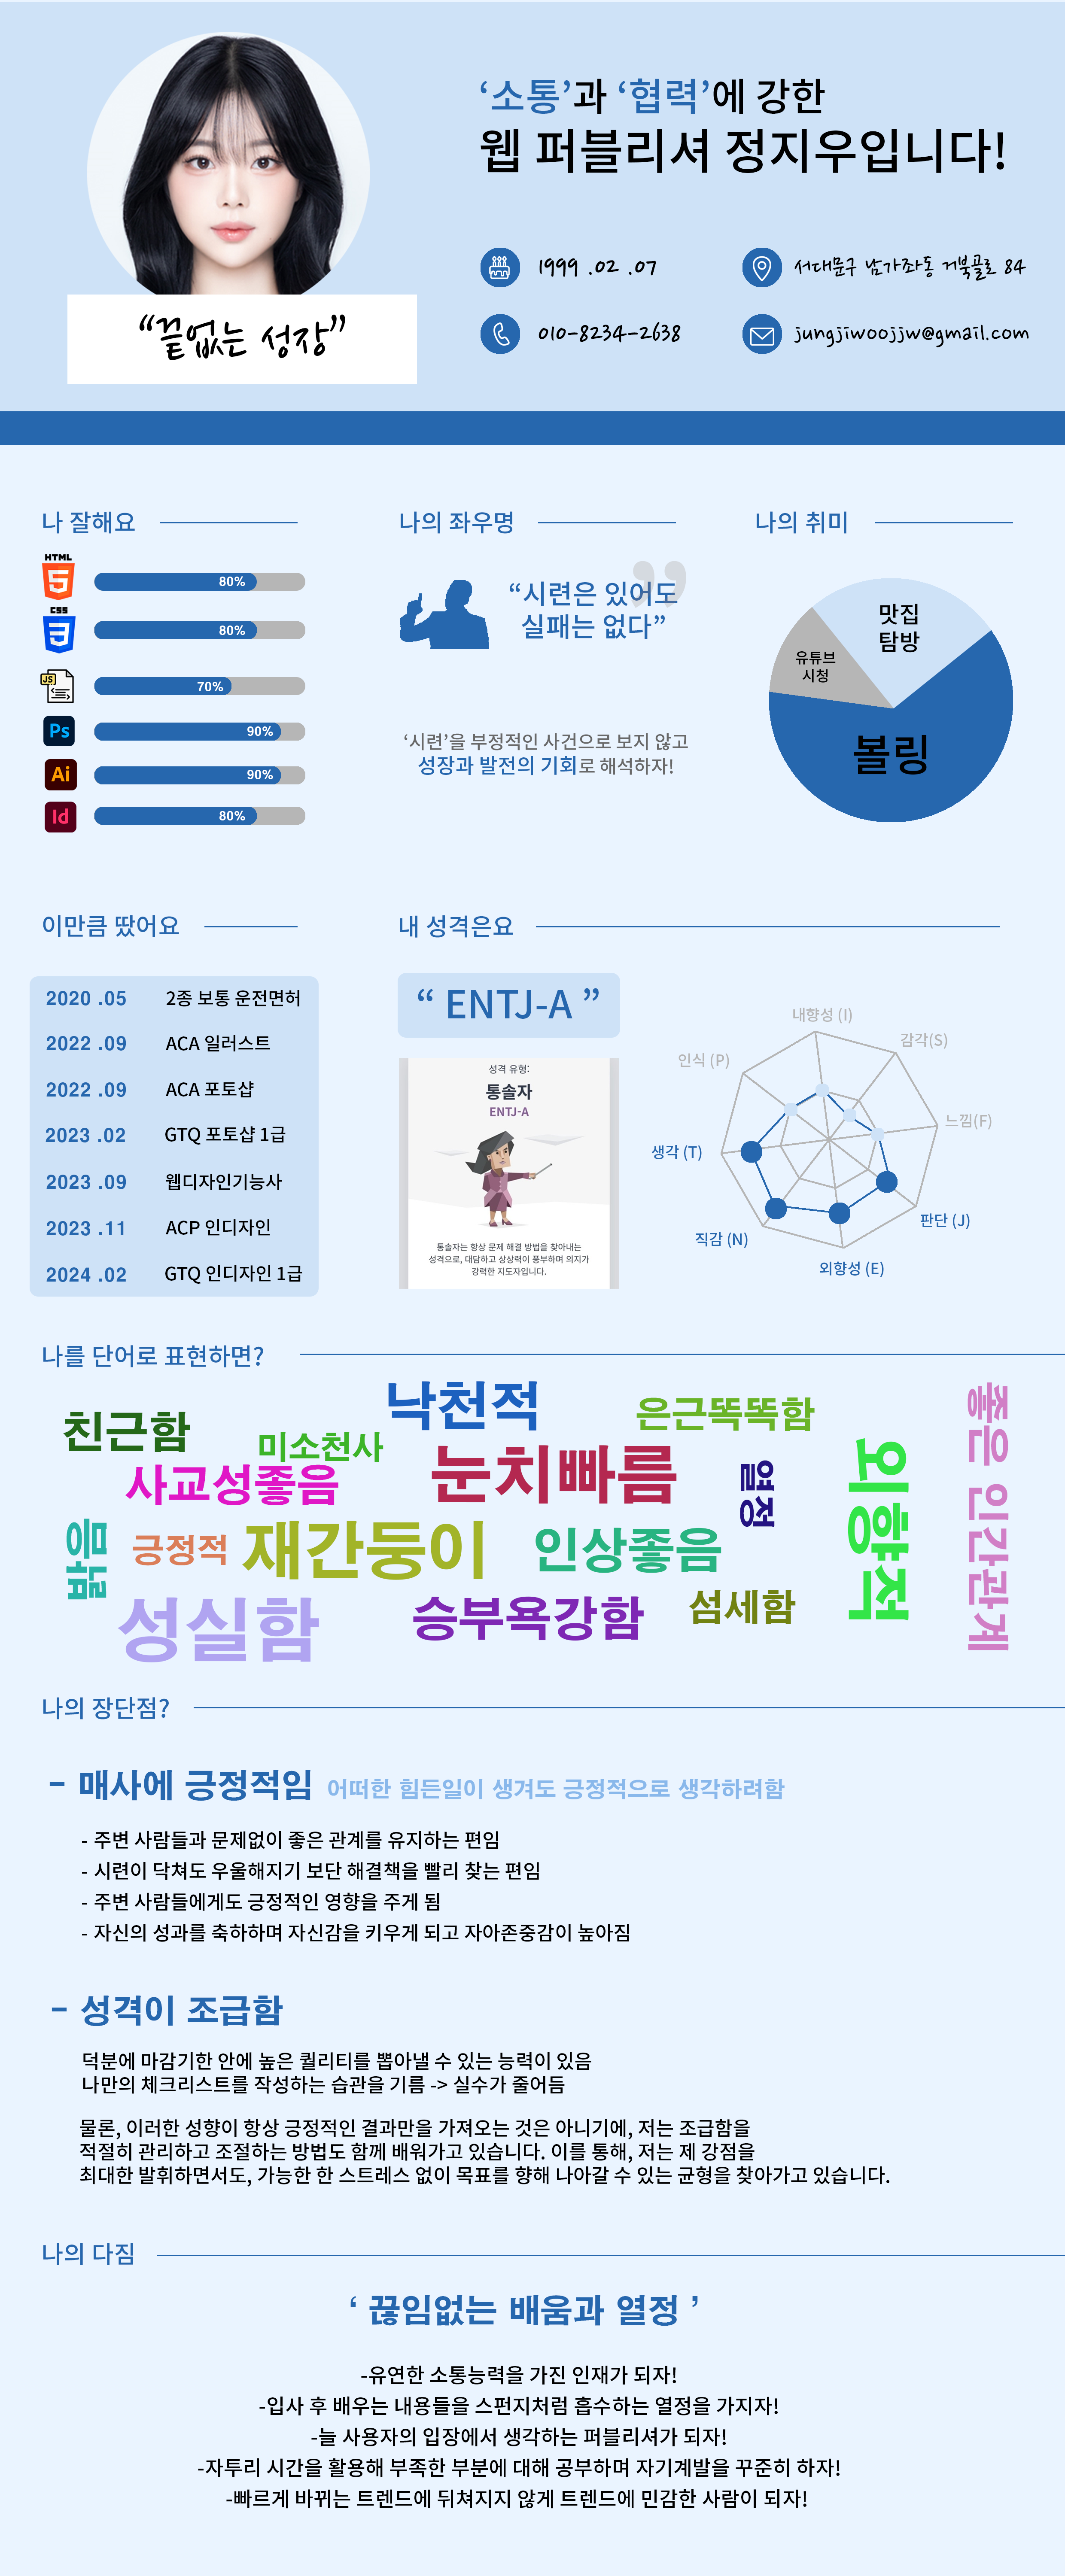 ‘소통’과 ‘협력’에 강한
웹 퍼블리셔 정지우입니다!
“끝없는 성장”
1999 .02 .07
서대문구 남가좌동 거북골로 84
010-8234-2638
jungjiwoojjw@gmail.com
나 잘해요
HTML
5
80%
CSS
3
80%
JS
70%
Ps
90%
Ai
90%
Id
80%
나의 좌우명
“시련은 있어도
실패는 없다”
‘시련’을 부정적인 사건으로 보지 않고
성장과 발전의 기회로 해석하자!
나의 취미
맛집
탐방
유튜브
시청
볼링
이만큼 땄어요
2020 .05 2종 보통 운전면허
2022 .09 ACA 일러스트
2022 .09 ACA 포토샵
2023 .02 GTQ 포토샵 1급
2023 .09 웹디자인기능사
2023 .11 ACP 인디자인
2024 .02 GTQ 인디자인 1급
내 성격은요
“ ENTJ-A ”
성격 유형:
통솔자
ENTJ-A
통솔자는 항상 문제 해결 방법을 찾아내는
성격으로, 대담하고 상상력이 풍부하며 의지가
강력한 지도자입니다.
내향성 (I)
감각(S)
인식 (P)
느낌(F)
생각 (T)
판단 (J)
직감 (N)
외향성 (E)
나를 단어로 표현하면?
친근함
낙천적
은근똑똑함
좋은 인간관계
미소천사
눈치빠름
외향적
사교성좋음
열정
믿음
긍정적
재간둥이
인상좋음
성실함
승부욕강함
섬세함
나의 장단점?
- 매사에 긍정적임 어떠한 힘든일이 생겨도 긍정적으로 생각하려함
- 주변 사람들과 문제없이 좋은 관계를 유지하는 편임
- 시련이 닥쳐도 우울해지기 보단 해결책을 빨리 찾는 편임
- 주변 사람들에게도 긍정적인 영향을 주게 됨
- 자신의 성과를 축하하며 자신감을 키우게 되고 자아존중감이 높아짐
- 성격이 조급함
덕분에 마감기한 안에 높은 퀄리티를 뽑아낼 수 있는 능력이 있음
나만의 체크리스트를 작성하는 습관을 기름 -> 실수가 줄어듬
물론, 이러한 성향이 항상 긍정적인 결과만을 가져오는 것은 아니기에, 저는 조급함을
적절히 관리하고 조절하는 방법도 함께 배워가고 있습니다. 이를 통해, 저는 제 강점을
최대한 발휘하면서도, 가능한 한 스트레스 없이 목표를 향해 나아갈 수 있는 균형을 찾아가고 있습니다.
나의 다짐
‘ 끊임없는 배움과 열정 ’
-유연한 소통능력을 가진 인재가 되자!
-입사 후 배우는 내용들을 스펀지처럼 흡수하는 열정을 가지자!
-늘 사용자의 입장에서 생각하는 퍼블리셔가 되자!
-자투리 시간을 활용해 부족한 부분에 대해 공부하며 자기계발을 꾸준히 하자!
-빠르게 바뀌는 트렌드에 뒤쳐지지 않게 트렌드에 민감한 사람이 되자!